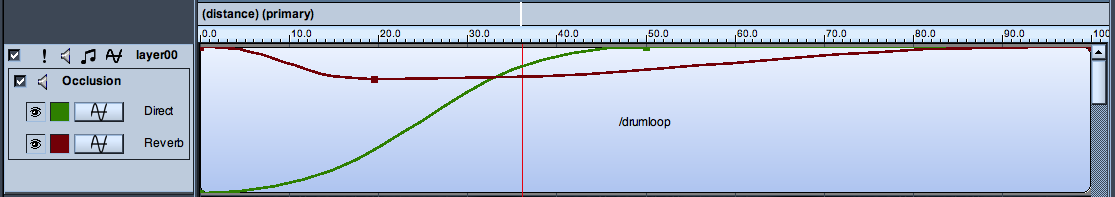 (distance) (primary)
0.0 10.0 20.0 30.0 40.0 50.0 60.0 70.0 80.0 90.0 100
! layer00
Occlusion
Direct
Reverb
/drumloop